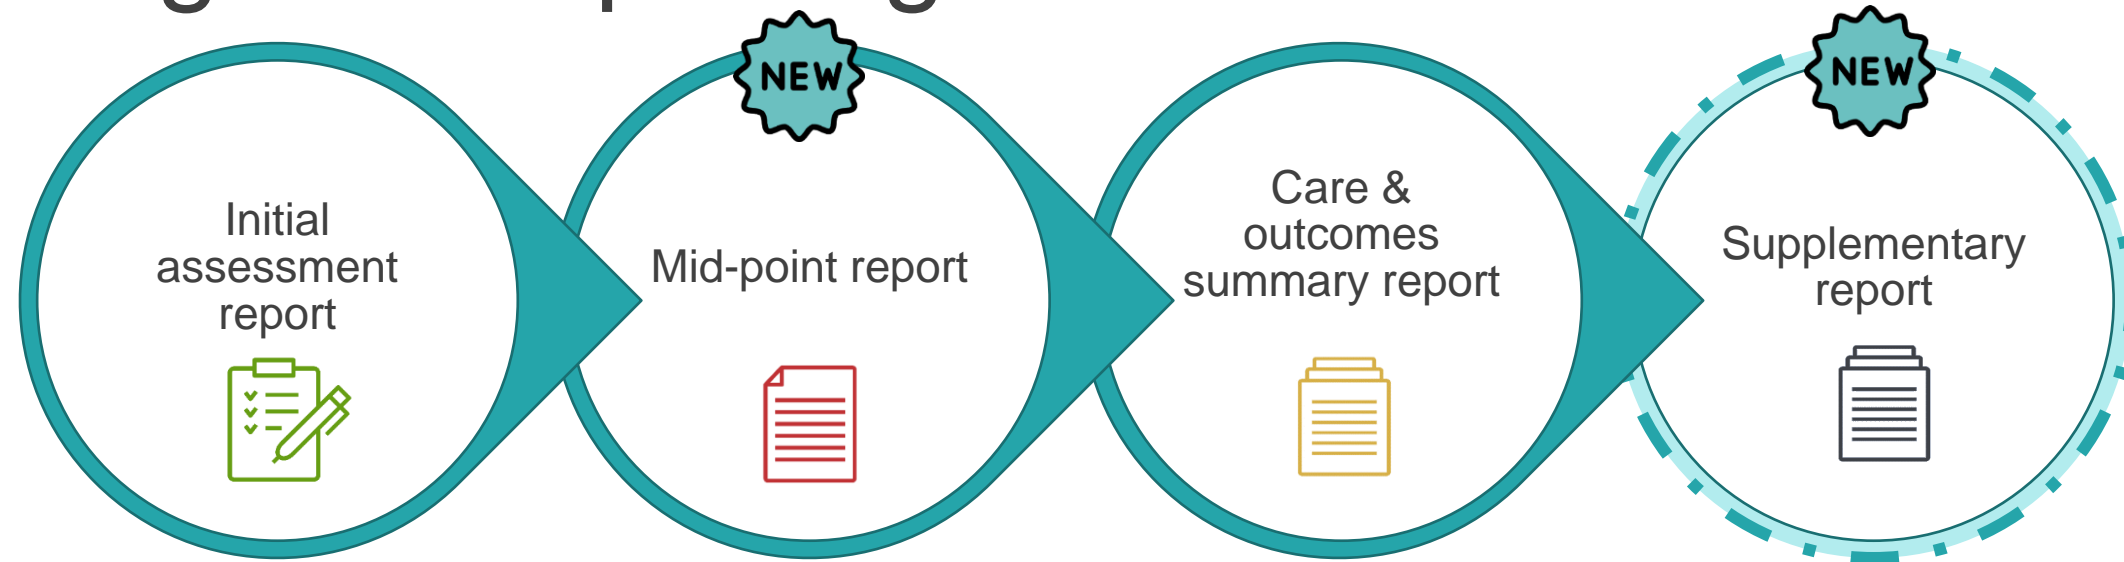 NEW
NEW
Initial
assessment
report
Mid-point report
Care &
outcomes
summary report
Supplementary
report